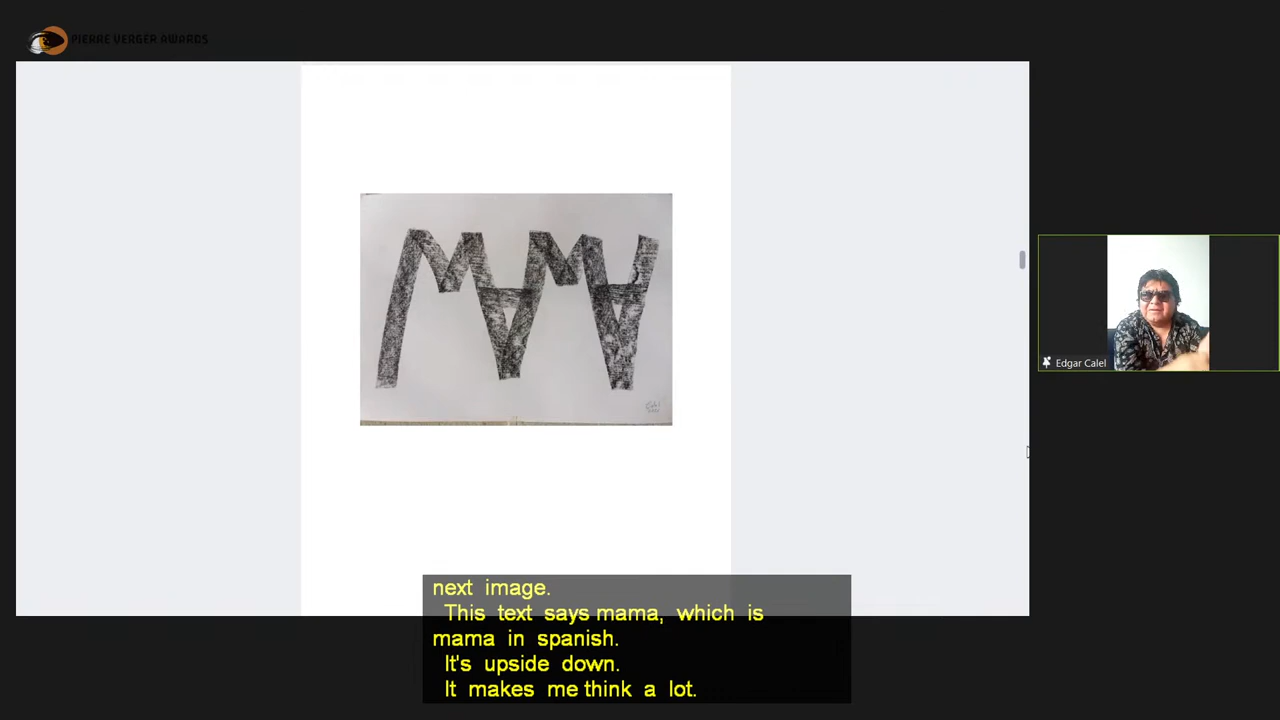 PIERRE VERGER AWARDS
MAMA
Edgar Calel
next image.
This text says mama, which is
mama in spanish.
It's upside down.
It makes me think a lot.